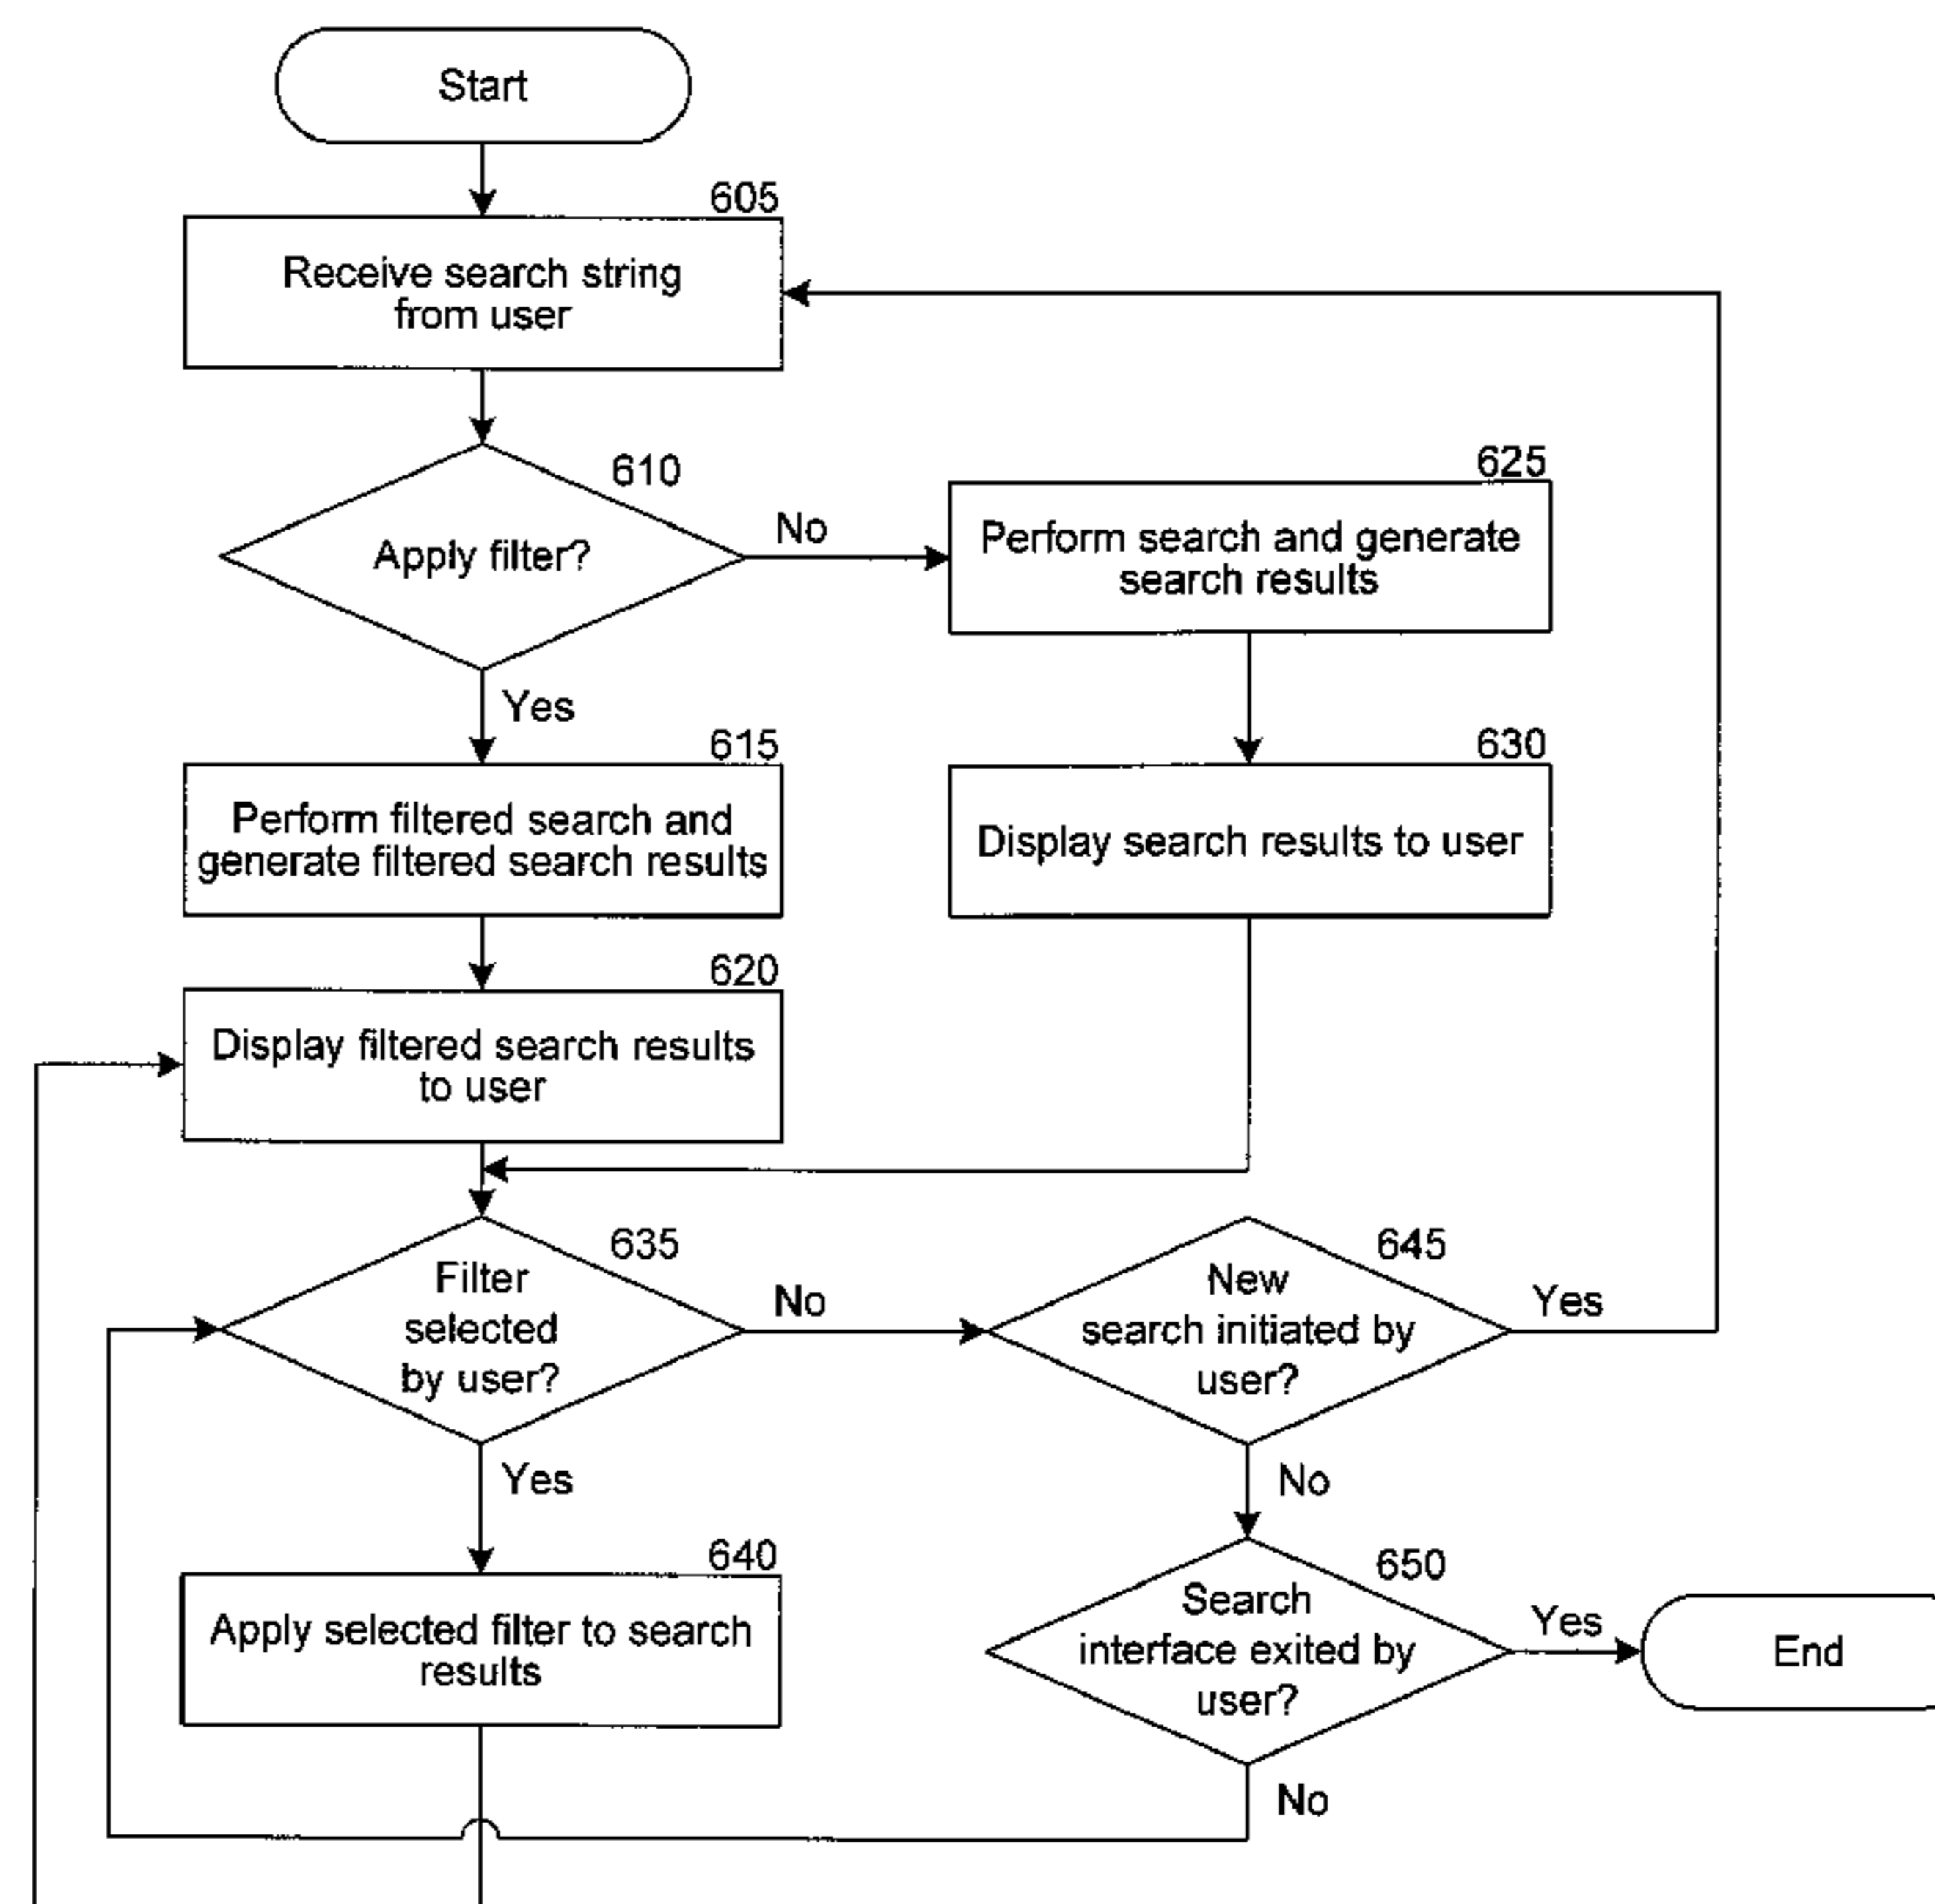 Start
605
Receive search string
from user
610
Apply filter?
No
Yes
625
Perform search and generate
search results
615
Perform filtered search and
generate filtered search results
630
Display search results to user
620
Display filtered search results
to user
635
Filter
selected
by user?
No
Yes
645
New
search initiated by
user?
Yes
No
640
Apply selected filter to search
results
650
Search
interface exited by
user?
Yes
No
End